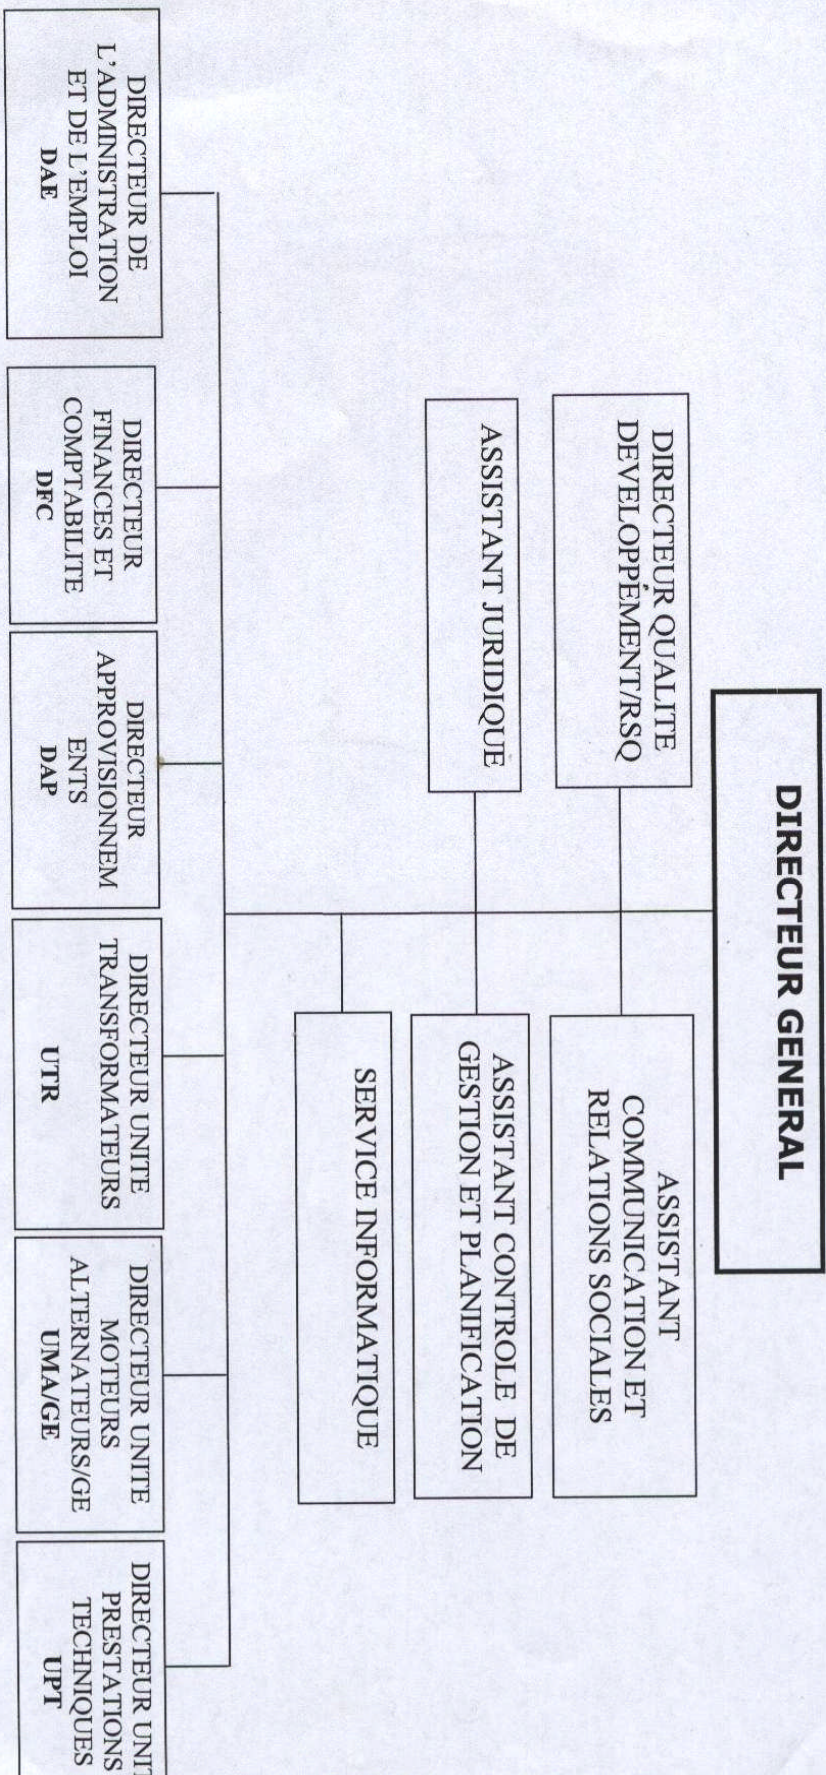 DIRECTEUR GENERAL
DIRECTEUR QUALITE
DEVELOPPEMENT/RSQ
ASSISTANT
COMMUNICATION ET
RELATIONS SOCIALES
ASSISTANT JURIDIQUE
ASSISTANT CONTROLE DE
GESTION ET PLANIFICATION
SERVICE INFORMATIQUE
DIRECTEUR DE
L'ADMINISTRATION
ET DE L'EMPLOI
DAE
DIRECTEUR
FINANCES ET
COMPTABILITE
DFC
DIRECTEUR
APPROVISIONNEM
ENTS
DAP
DIRECTEUR UNITE
TRANSFORMATEURS
UTR
DIRECTEUR UNITE
MOTEURS
ALTERNATEURS/GE
UMA/GE
DIRECTEUR UNIT
PRESTATIONS
TECHNIQUES
UPT